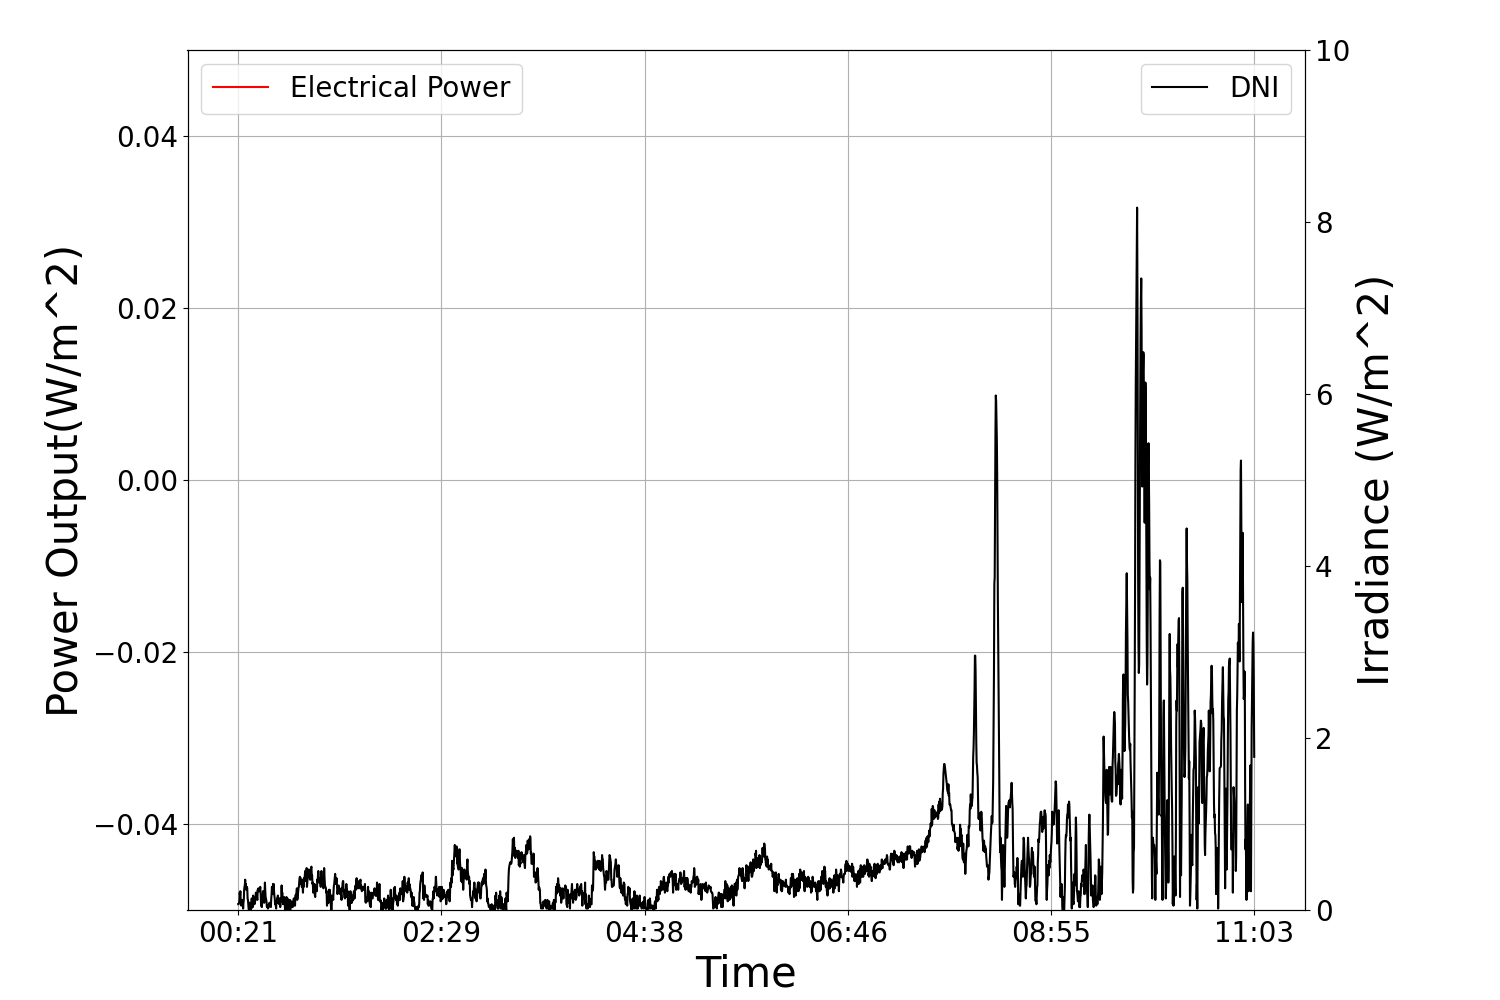 Electrical Power
DNI
Power Output(W/m^2)
0.04
0.02
0.00
−0.02
−0.04
10
8
6
4
2
0
Irradiance (W/m^2)
00:21 02:29 04:38 06:46 08:55 11:03
Time